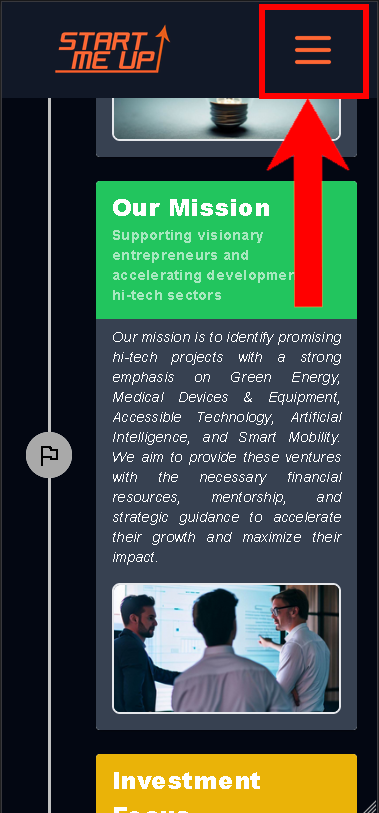 START
ME UP
Our Mission
Supporting visionary
entrepreneurs and
hi-tech sectors
accelerating
Our mission is to identify promising
hi-tech projects with a strong
emphasis on Green Energy,
Medical Devices & Equipment,
Accessible Technology, Artificial
Intelligence, and Smart Mobility.
We aim to provide these ventures
with the necessary financial
resources, mentorship, and
strategic guidance to accelerate
their growth and maximize their
impact.
Investment
Focus